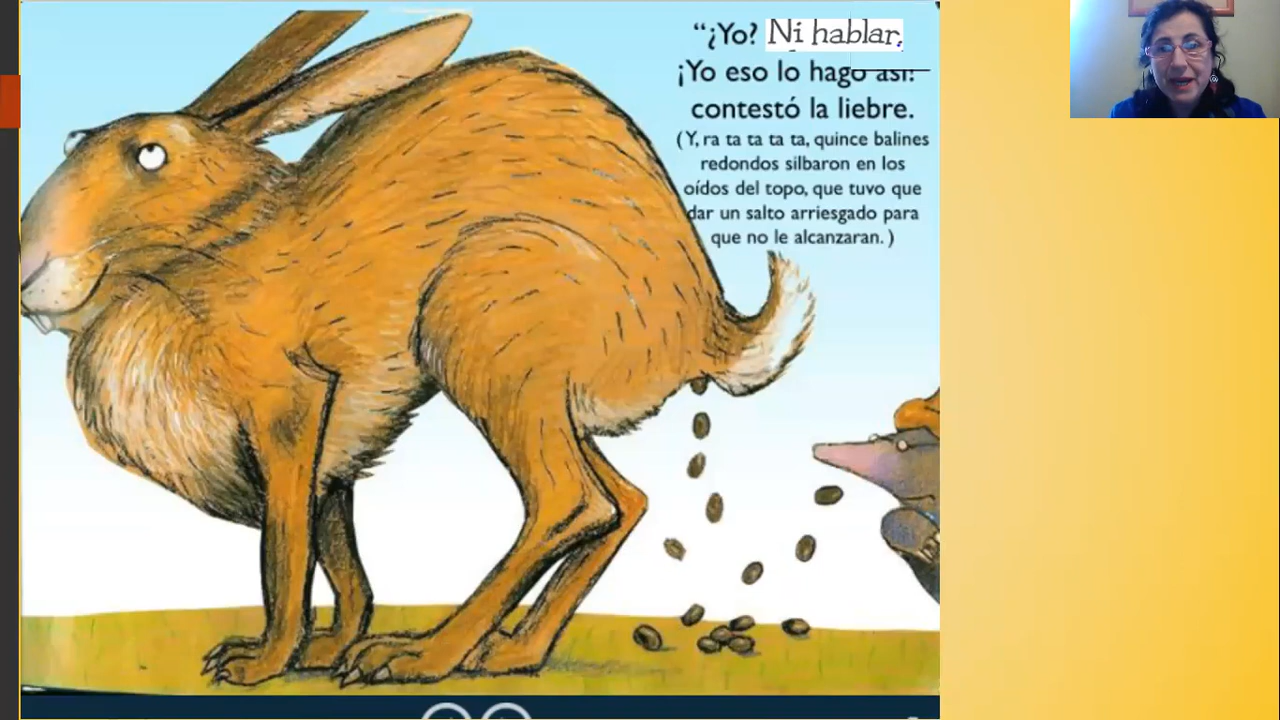 “¿Yo? Ni hablar,
¡Yo eso lo hago así!
contestó la liebre.
(Y, ra ta ta ta ta, quince balines
redondos silbaron en los
oídos del topo, que tuvo que
dar un salto arriesgado para
que no le alcanzaran. )